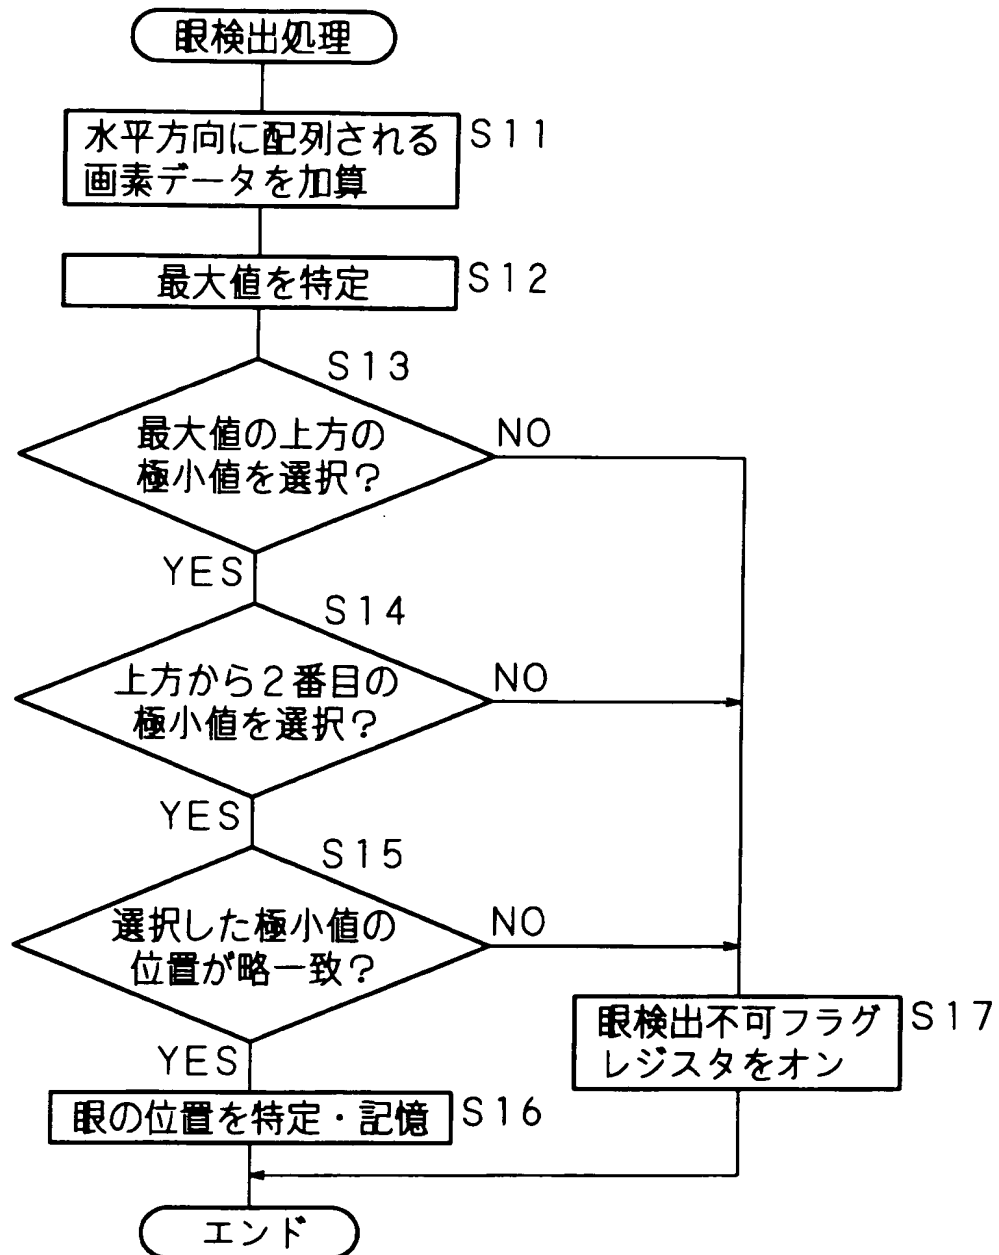 眼検出処理
水平方向に配列される
画素データを加算
S11
最大値を特定
S12
S13
最大値の上方の
極小値を選択?
NO
YES
S14
上方から2番目の
極小値を選択?
NO
YES
S15
選択した極小値の
位置が略一致?
NO
YES
眼検出不可フラグ
レジスタをオン
S17
眼の位置を特定・記憶
S16
エンド